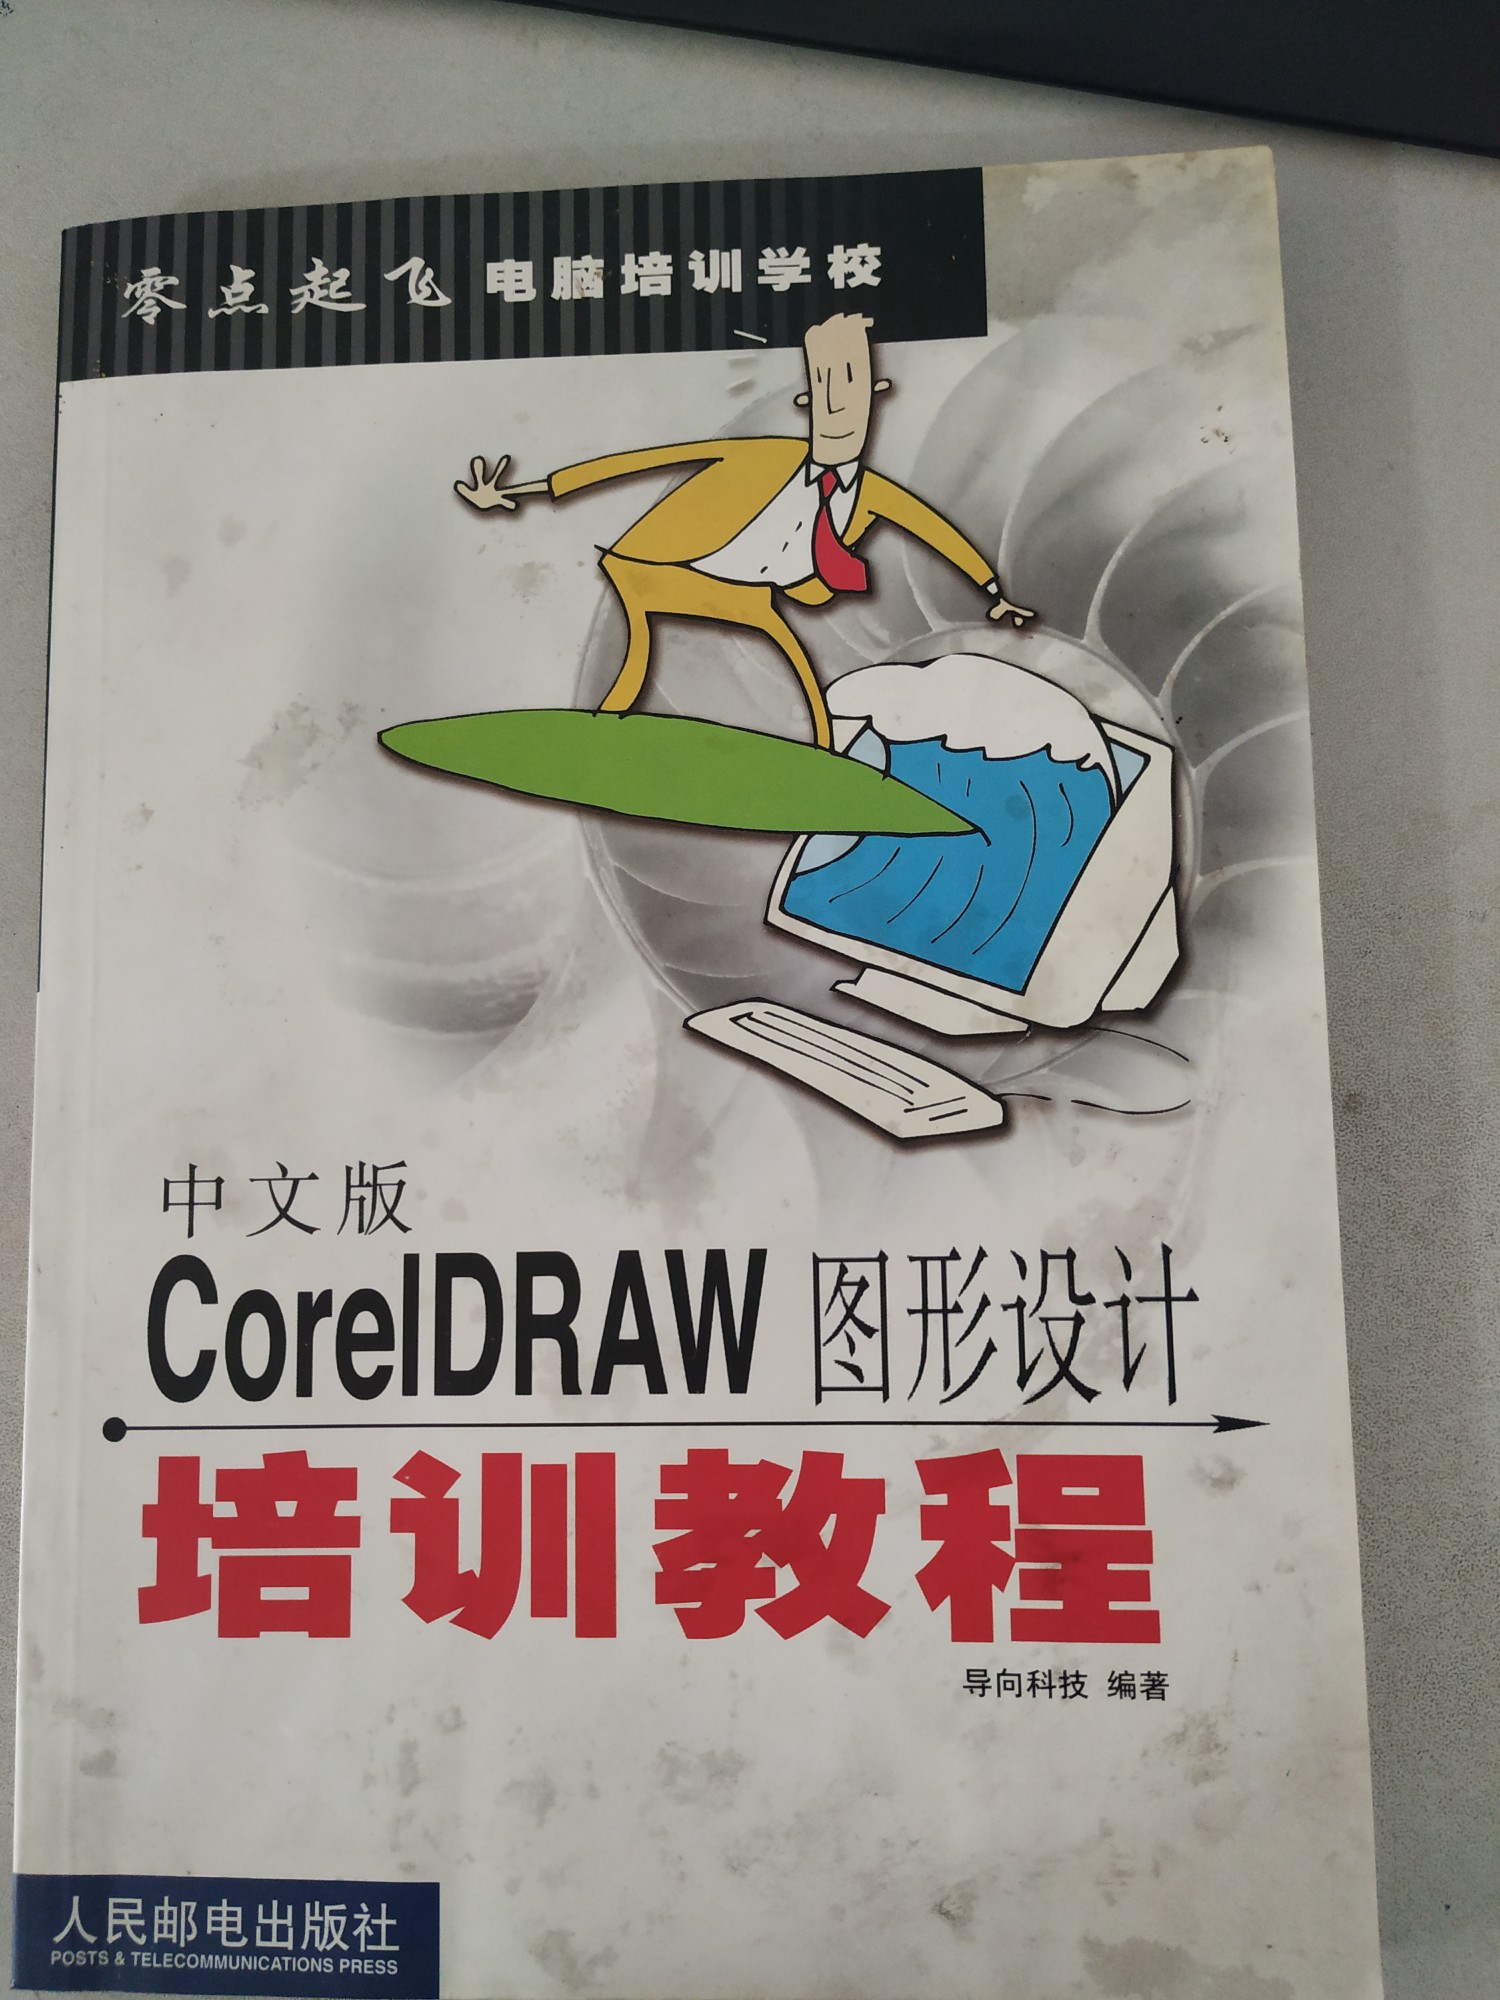 零点起飞 电脑培训学校
中文版
CorelDRAW 图形设计
培训教程
导向科技 编著
人民邮电出版社
POSTS & TELECOMMUNICATIONS PRESS